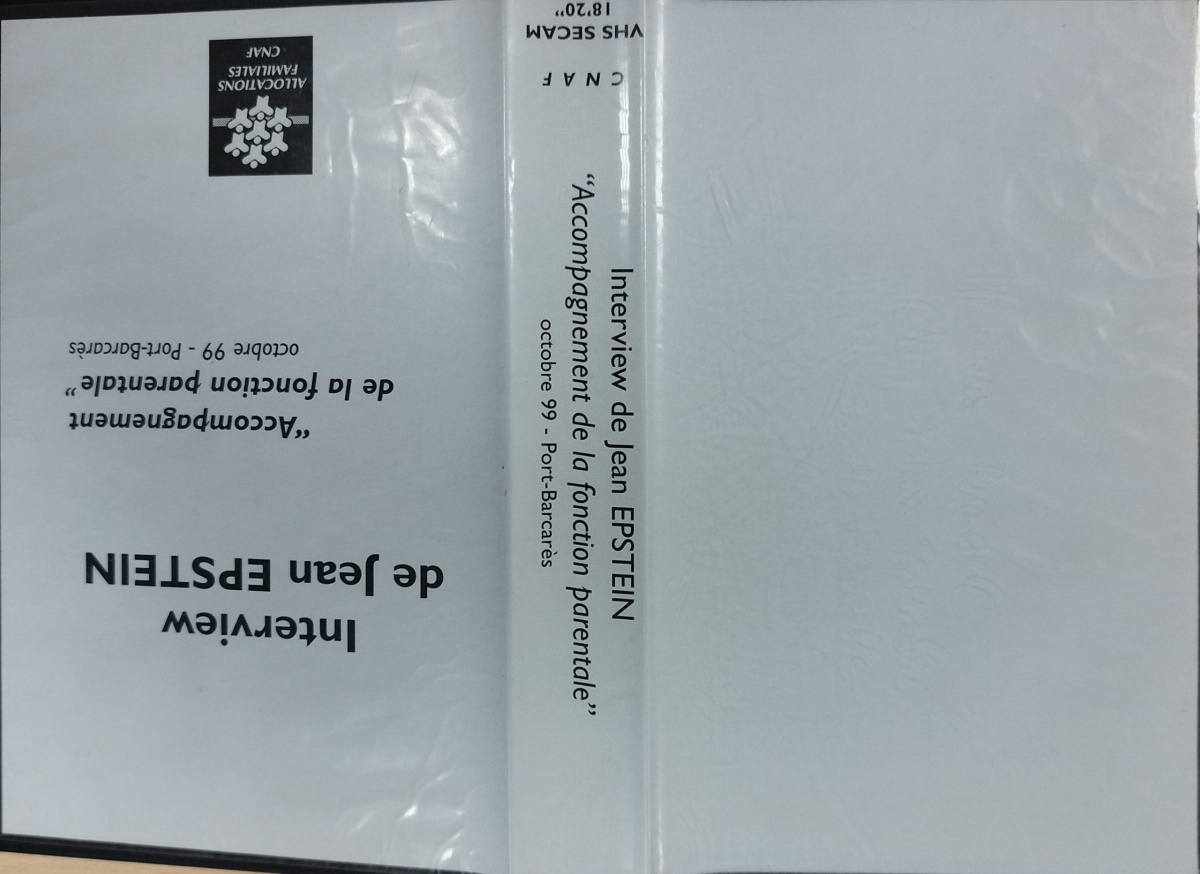 Interview
de Jean EPSTEIN
“Accompagnement
de la fonction parentale”
octobre 99 - Port-Barcarès
ALLOCATIONS
FAMILIALES
CNAF
Interview de Jean EPSTEIN
“Accompagnement de la fonction parentale”
octobre 99 - Port-Barcarès
C N A F
VHS SECAM
18'20"